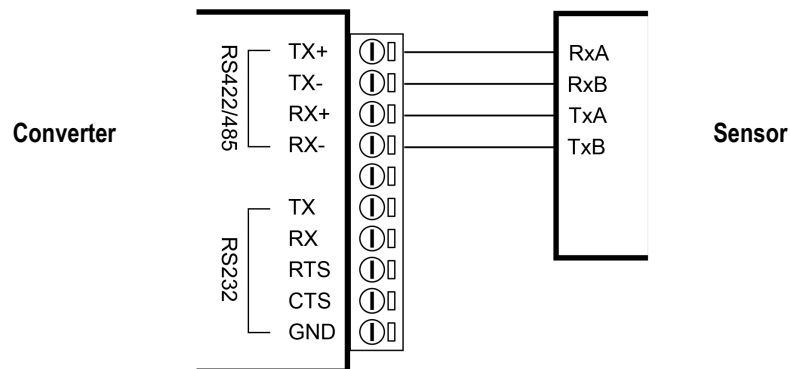 Converter
RS422/485
TX+
TX-
RX+
RX-
RS232
TX
RX
RTS
CTS
GND
RxA
RxB
TxA
TxB
Sensor